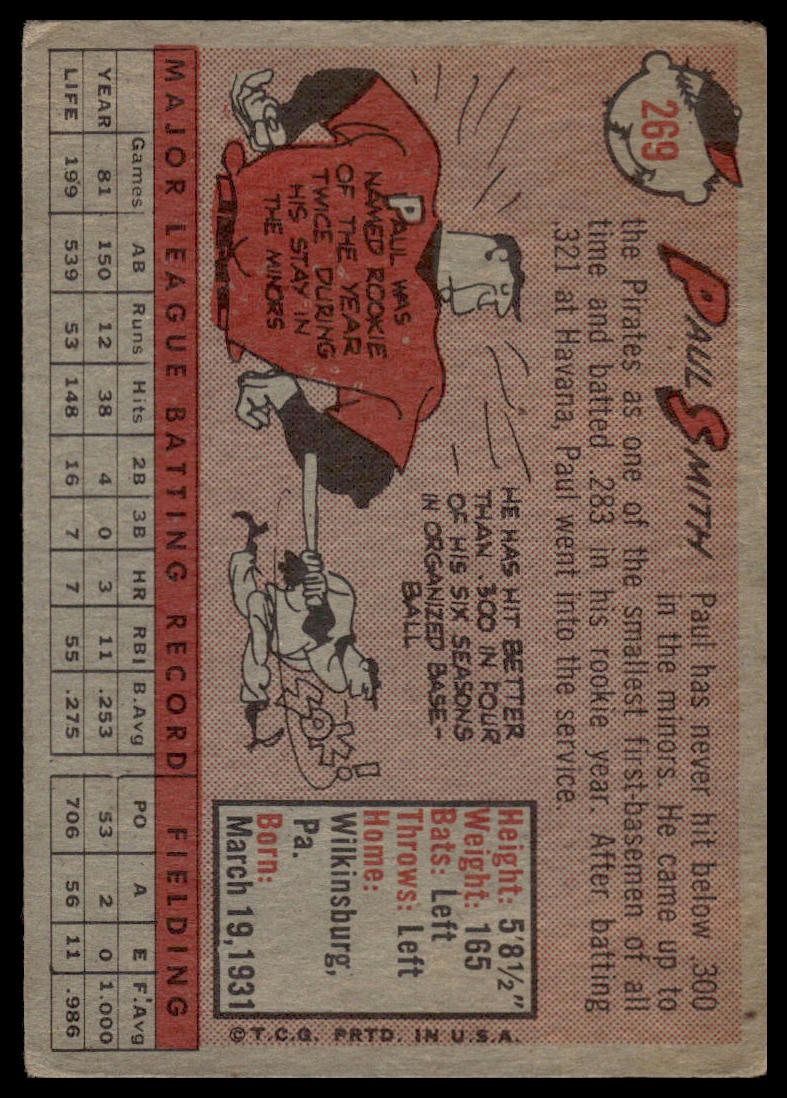 269
PAUL SMITH
Paul has never hit below .300
in the minors. He came up to
the Pirates as one of the smallest first-basemen of all
time and batted .283 in his rookie year. After batting
.321 at Havana, Paul went into the service.
P
PAUL WAS
NAMED ROOKIE
OF THE YEAR
TWICE DURING
HIS STAY IN
THE MINORS
HE HAS HIT BETTER
THAN .300 IN FOUR
OF HIS SIX SEASONS
IN ORGANIZED BASE-
BALL
POW!
Height: 5'8½"
Weight: 165
Bats: Left
Throws: Left
Home:
Wilkinsburg,
Pa.
Born:
March 19, 1931
© T.C.G. PRTD. IN U.S.A.
MAJOR LEAGUE BATTING RECORD FIELDING
Games AB Runs Hits 2B 3B HR RBI B.Avg PO A E F.Avg
YEAR 81 150 12 38 4 0 3 11 .253 53 2 0 1.000
LIFE 199 539 53 148 16 7 7 55 .275 706 56 11 .986